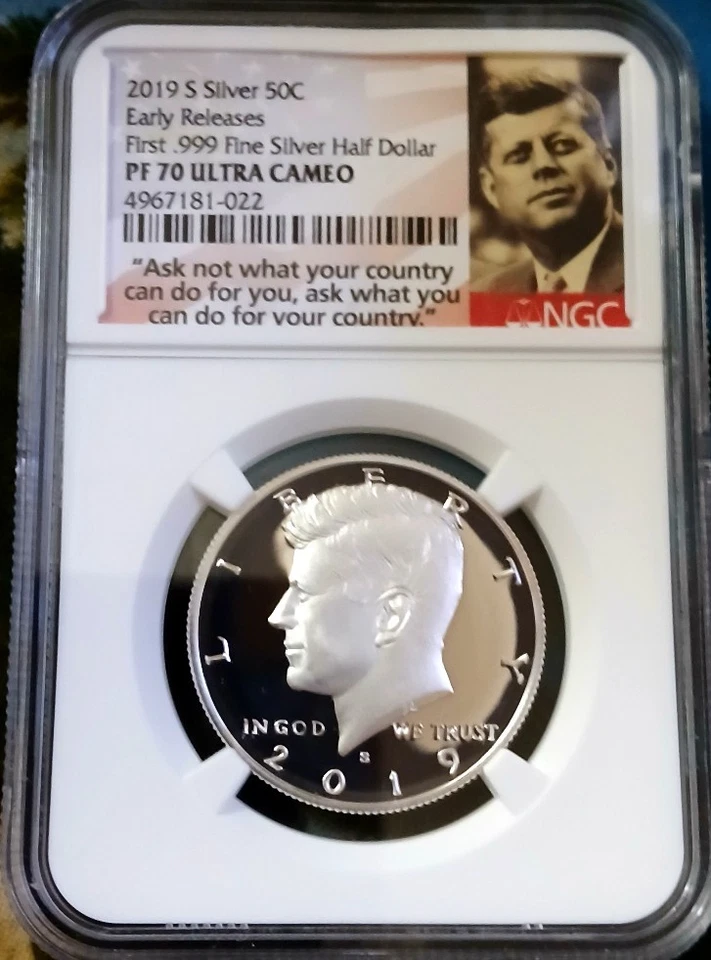 2019 S Silver 50C
Early Releases
First .999 Fine Silver Half Dollar
PF 70 ULTRA CAMEO
4967181-022
"Ask not what your country
can do for you, ask what you
can do for your country."
NGC
LIBERTY
IN GOD WE TRUST
S
2019